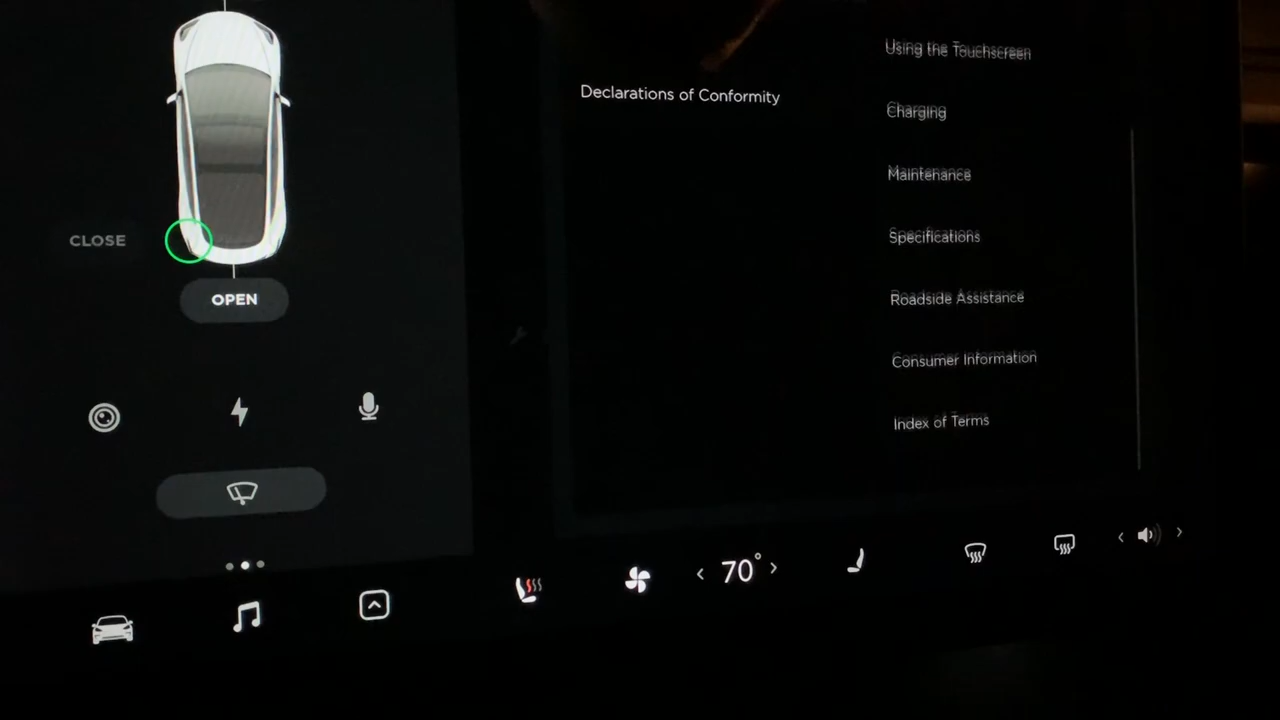 CLOSE
OPEN
Declarations of Conformity
Using the Touchscreen
Charging
Maintenance
Specifications
Roadside Assistance
Consumer Information
Index of Terms
70°